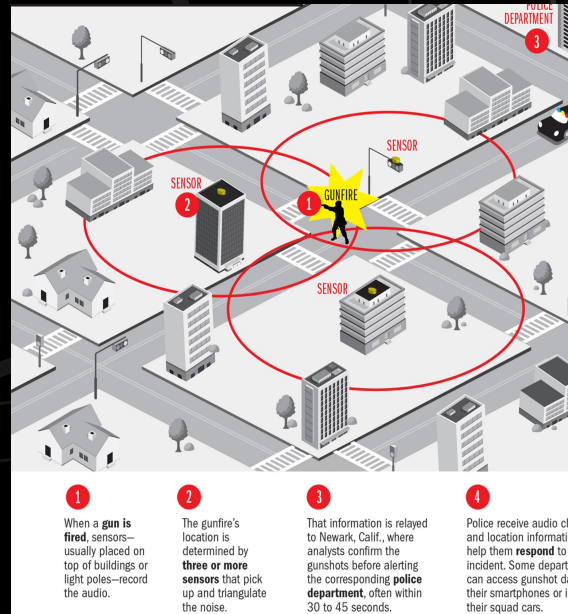 POLICE
DEPARTMENT
3
SENSOR
SENSOR
2
GUNFIRE
1
SENSOR
1
When a gun is
fired, sensors—
usually placed on
top of buildings or
light poles—record
the audio.
2
The gunfire's
location is
determined by
three or more
sensors that pick
up and triangulate
the noise.
3
That information is relayed
to Newark, Calif., where
analysts confirm the
gunshots before alerting
the corresponding police
department, often within
30 to 45 seconds.
4
Police receive audio
and location
help them respond to
incident. Some
can access gunshot
their smartphones or
their squad cars.